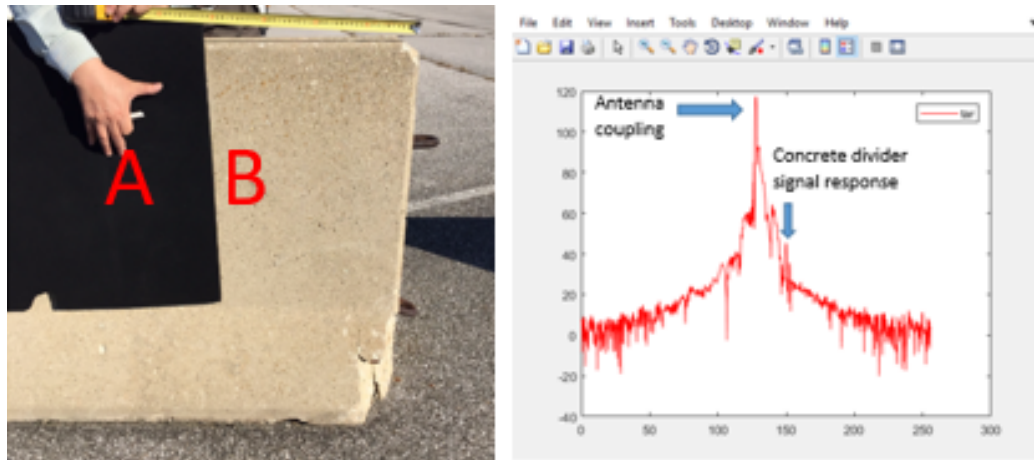 A B
File Edit View Insert Tools Desktop Window Help
120
100
80
60
40
20
0
-20
-40
0 50 100 150 200 250 300
Antenna
coupling
Concrete divider
signal response